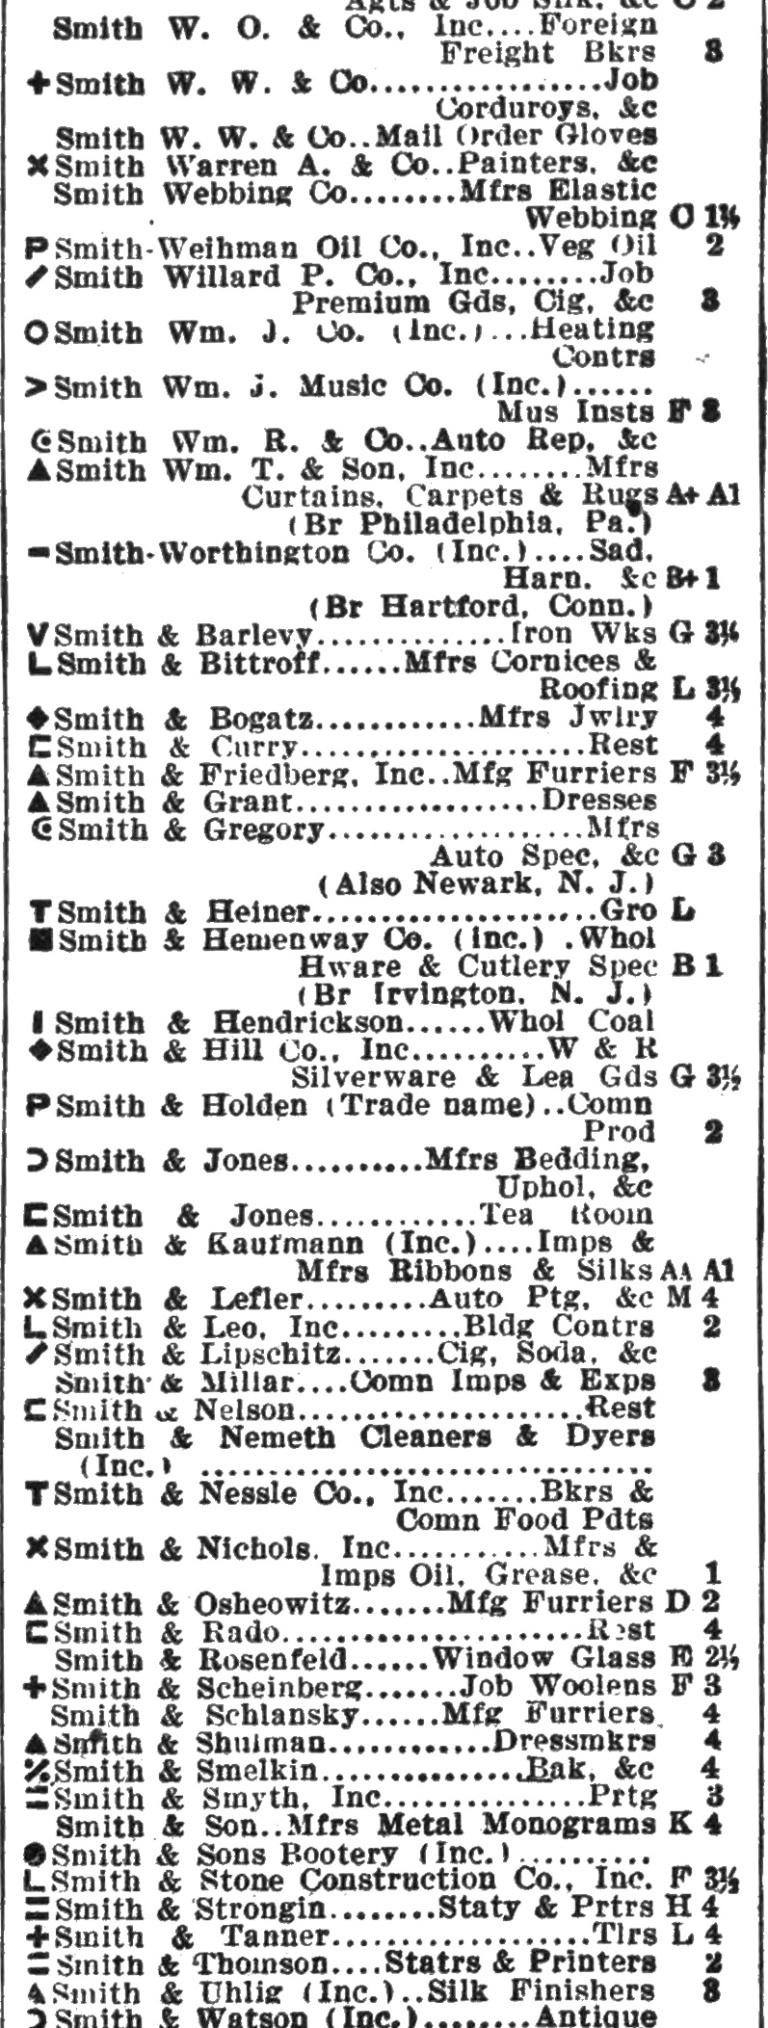 Agts & Job Silk, &c O 2
Smith W. O. & Co., Inc....Foreign
Freight Bkrs 3
+Smith W. W. & Co..................Job
Corduroys, &c
Smith W. W. & Co..Mail Order Gloves
×Smith Warren A. & Co..Painters, &c
Smith Webbing Co........Mfrs Elastic
Webbing O 1½
PSmith-Weihman Oil Co., Inc..Veg Oil 2
/Smith Willard P. Co., Inc........Job
Premium Gds, Cig, &c 3
OSmith Wm. J. Co. (Inc.)...Heating
Contrs
>Smith Wm. J. Music Co. (Inc.)......
Mus Insts F 3
Smith Wm. R. & Co..Auto Rep, &c
▲Smith Wm. T. & Son, Inc........Mfrs
Curtains, Carpets & Rugs A+ A1
(Br Philadelphia, Pa.)
-Smith-Worthington Co. (Inc.)....Sad,
Harn, &c B+ 1
(Br Hartford, Conn.)
VSmith & Barlevy..............Iron Wks G 3½
LSmith & Bittroff......Mfrs Cornices &
Roofing L 3½
◆Smith & Bogatz............Mfrs Jwlry 4
⊏Smith & Curry.....................Rest 4
▲Smith & Friedberg, Inc..Mfg Furriers F 3½
▲Smith & Grant..................Dresses
Smith & Gregory...................Mfrs
Auto Spec, &c G 3
(Also Newark, N. J.)
TSmith & Heiner.....................Gro L
■Smith & Hemenway Co. (Inc.) .Whol
Hware & Cutlery Spec B 1
(Br Irvington, N. J.)
ISmith & Hendrickson......Whol Coal
◆Smith & Hill Co., Inc..........W & R
Silverware & Lea Gds G 3½
PSmith & Holden (Trade name)..Comn
Prod 2
⊃Smith & Jones..........Mfrs Bedding,
Uphol, &c
⊏Smith & Jones............Tea Room
▲Smith & Kaufmann (Inc.)....Imps &
Mfrs Ribbons & Silks AA A1
×Smith & Lefler.........Auto Ptg, &c M 4
LSmith & Leo, Inc.........Bldg Contrs 2
/Smith & Lipschitz.......Cig, Soda, &c
Smith & Millar....Comn Imps & Exps 3
⊏Smith & Nelson.....................Rest
Smith & Nemeth Cleaners & Dyers
(Inc.) .................................
TSmith & Nessle Co., Inc.......Bkrs &
Comn Food Pdts
×Smith & Nichols, Inc...........Mfrs &
Imps Oil, Grease, &c 1
▲Smith & Osheowitz.......Mfg Furriers D 2
⊏Smith & Rado......................Rest 4
Smith & Rosenfeld......Window Glass E 2½
+Smith & Scheinberg.......Job Woolens F 3
Smith & Schlansky......Mfg Furriers 4
▲Smith & Shulman............Dressmkrs 4
%Smith & Smelkin...............Bak, &c 4
=Smith & Smyth, Inc...............Prtg 3
Smith & Son..Mfrs Metal Monograms K 4
●Smith & Sons Bootery (Inc.)..........
LSmith & Stone Construction Co., Inc. F 3½
=Smith & Strongin........Staty & Prtrs H 4
+Smith & Tanner...................Tlrs L 4
=Smith & Thomson....Statrs & Printers 2
▲Smith & Uhlig (Inc.)..Silk Finishers 3
⊃Smith & Watson (Inc.)........Antique